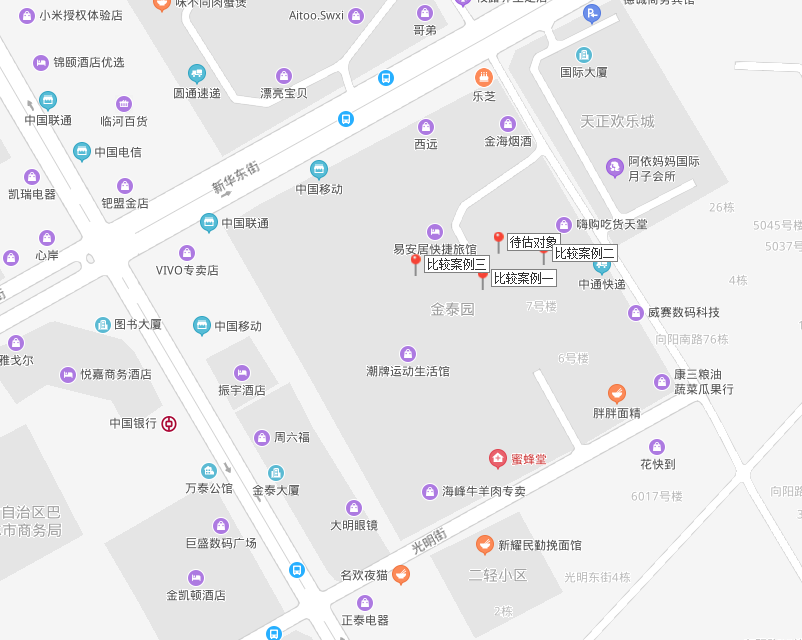 味不同肉蟹煲
小米授权体验店
Aitoo.Swxi
哥弟
德诚商务宾馆
锦颐酒店优选
圆通速递
漂亮宝贝
乐芝
国际大厦
中国联通
临河百货
天正欢乐城
西远
金海烟酒
中国电信
新华东街
阿依妈妈国际
月子会所
凯瑞电器
钯盟金店
中国移动
26栋
中国联通
嗨购吃货天堂
5045号楼
心岸
易安居快捷旅馆
待估对象
5037号
VIVO专卖店
比较案例三
比较案例二
比较案例一
中通快递
4栋
街
金泰园
7号楼
威赛数码科技
图书大厦
中国移动
向阳南路76栋
雅戈尔
潮牌运动生活馆
6号楼
悦嘉商务酒店
振宇酒店
康三粮油
蔬菜瓜果行
胖胖面精
中国银行
周六福
蜜蜂堂
花快到
万泰公馆
金泰大厦
海峰牛羊肉专卖
6017号楼
向阳路
自治区巴
市商务局
大明眼镜
巨盛数码广场
光明街
新耀民勤挽面馆
金凯顿酒店
名欢夜猫
二轻小区
光明东街4栋
正泰电器
2栋